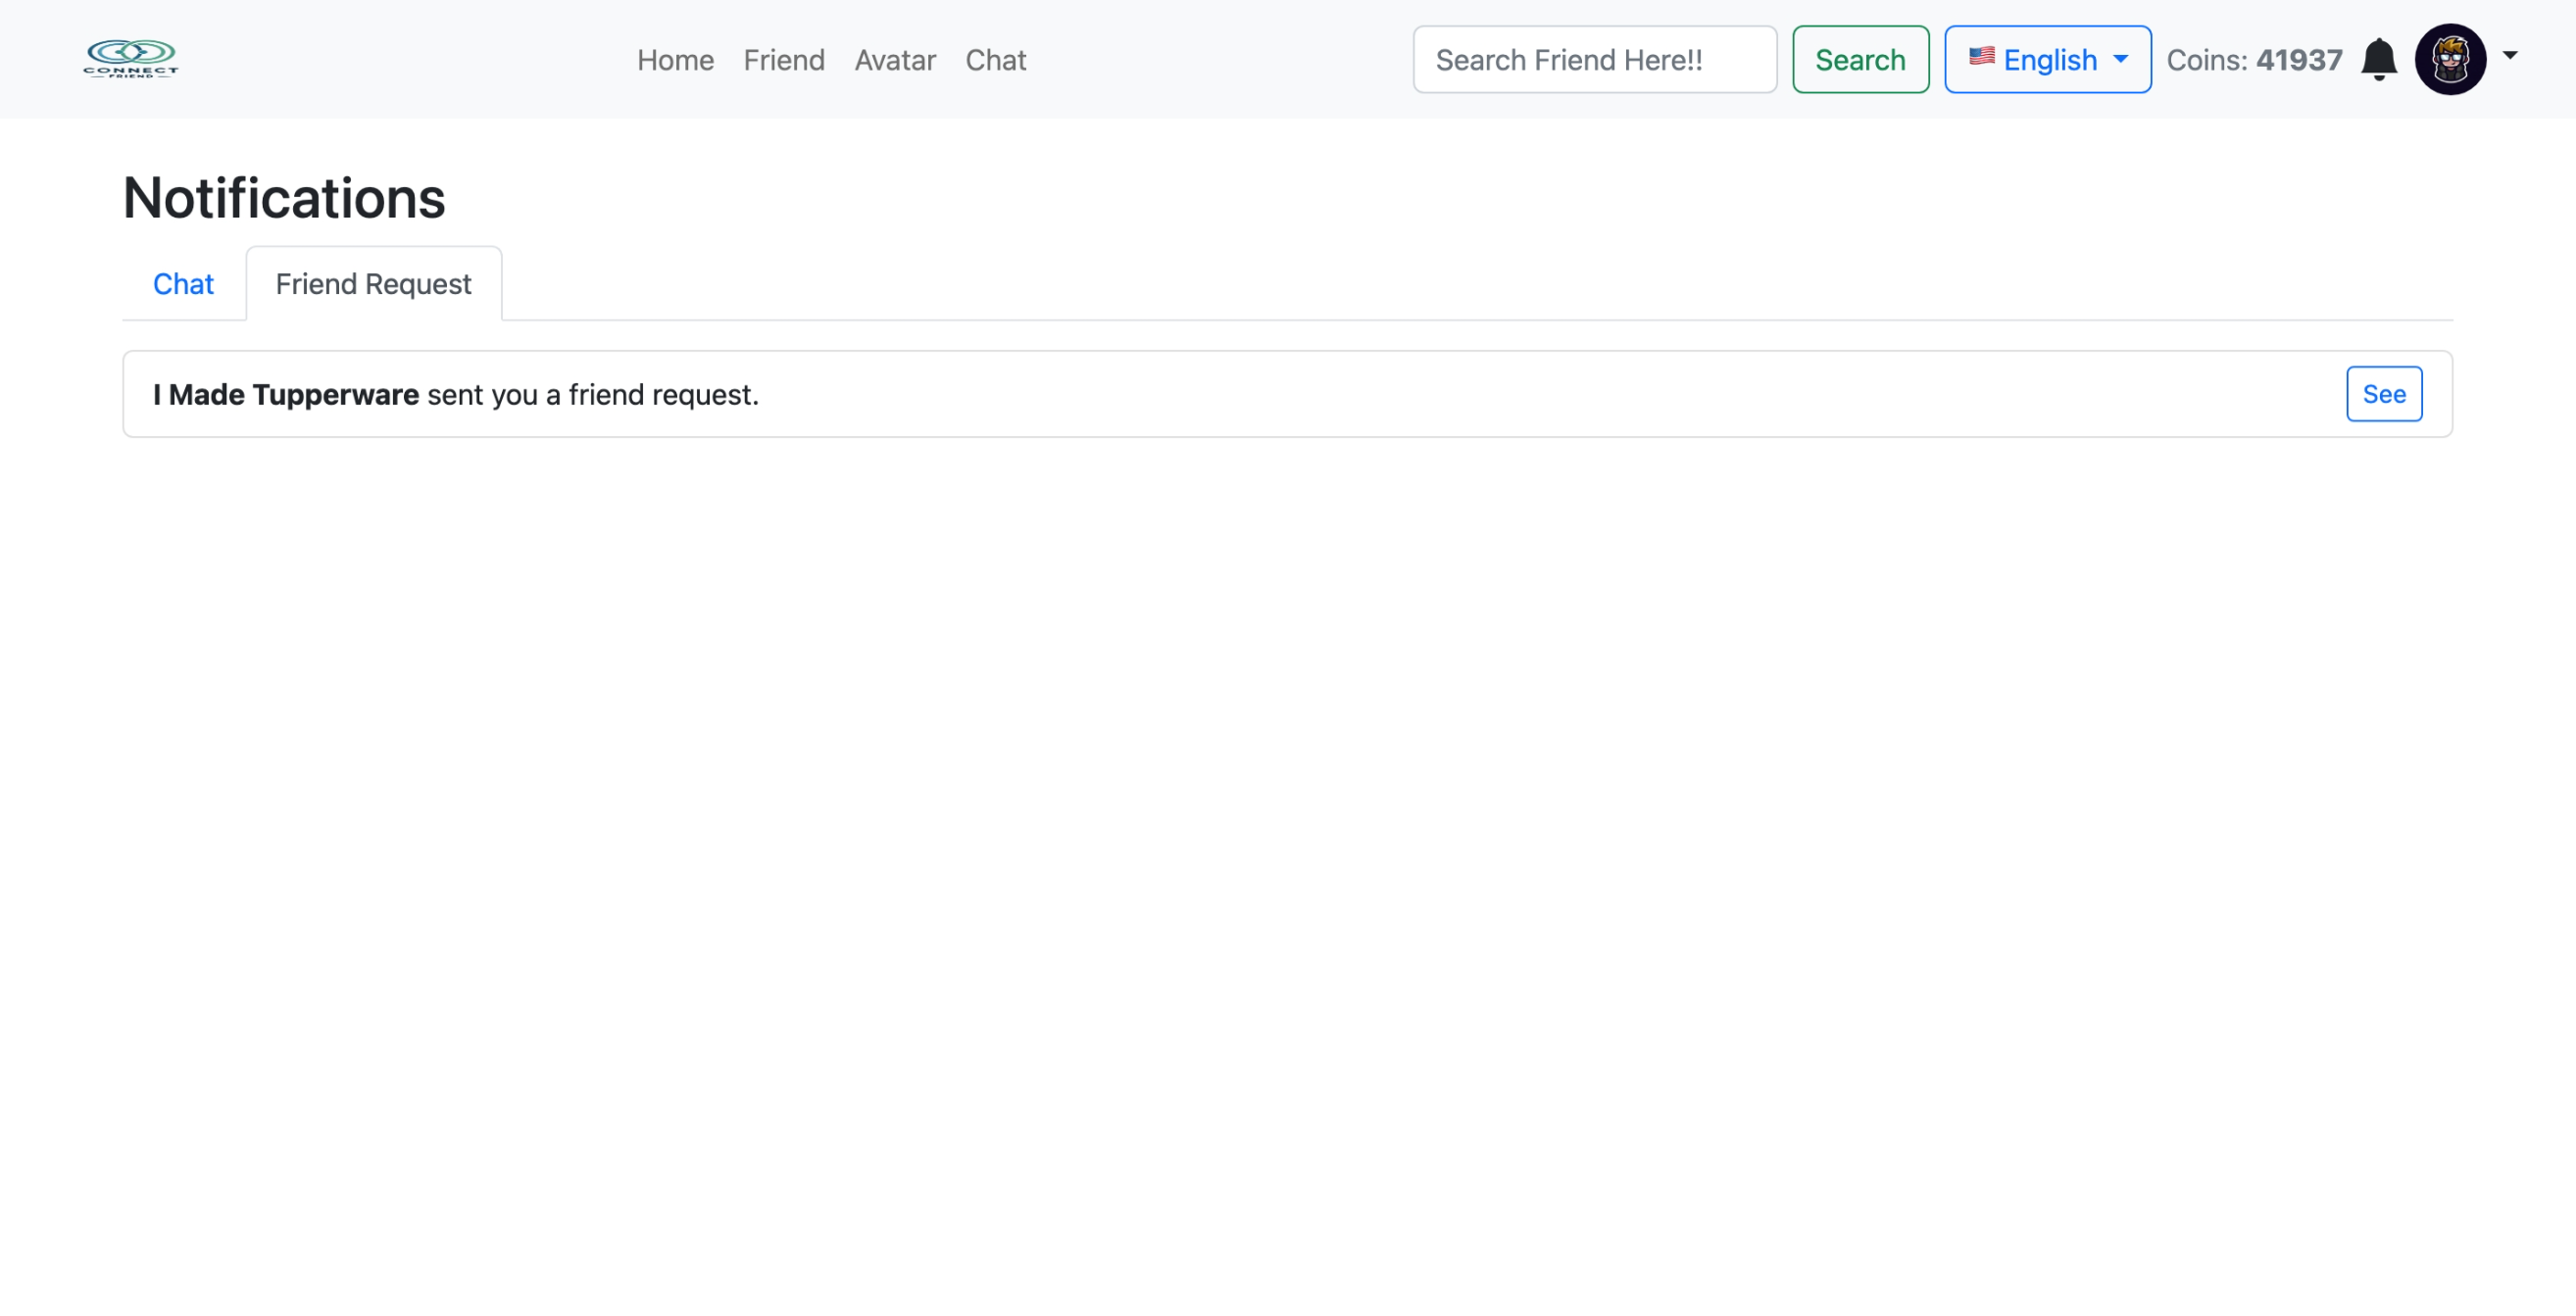 CONNECT
FRIEND
Home Friend Avatar Chat
Search Friend Here!! Search English Coins: 41937
Notifications
Chat Friend Request
I Made Tupperware sent you a friend request. See